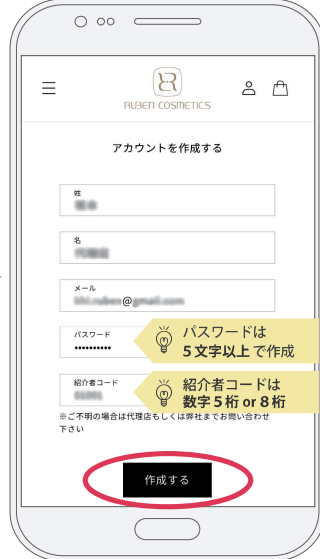 RUBEN COSMETICS
アカウントを作成する
姓
名
メール
@
パスワード
•••••••••
パスワードは
5文字以上で作成
紹介者コード
紹介者コードは
数字5桁 or 8桁
※ご不明の場合は代理店もしくは弊社までお問い合わせ
下さい
作成する